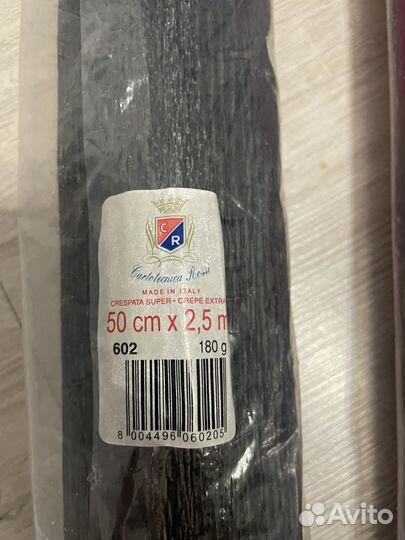 C
R
Cartotecnica Rossi
MADE IN ITALY
CRESPATA SUPER - CREPE EXTRA
50 cm x 2,5 m
602 180 g
8 004496 060205
Avito